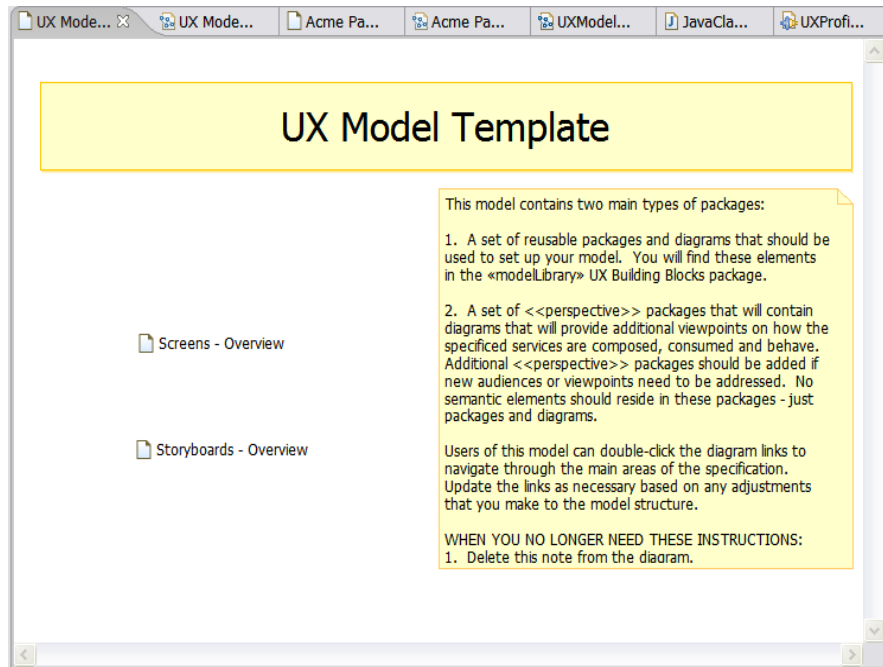 UX Mode...
UX Mode...
Acme Pa...
Acme Pa...
UXModel...
JavaCla...
UXProfi...
UX Model Template
This model contains two main types of packages:
1. A set of reusable packages and diagrams that should be
used to set up your model. You will find these elements
in the «modelLibrary» UX Building Blocks package.
2. A set of <<perspective>> packages that will contain
diagrams that will provide additional viewpoints on how the
specificed services are composed, consumed and behave.
Additional <<perspective>> packages should be added if
new audiences or viewpoints need to be addressed. No
semantic elements should reside in these packages - just
packages and diagrams.
Users of this model can double-click the diagram links to
navigate through the main areas of the specification.
Update the links as necessary based on any adjustments
that you make to the model structure.
WHEN YOU NO LONGER NEED THESE INSTRUCTIONS:
1. Delete this note from the diagram.
Screens - Overview
Storyboards - Overview